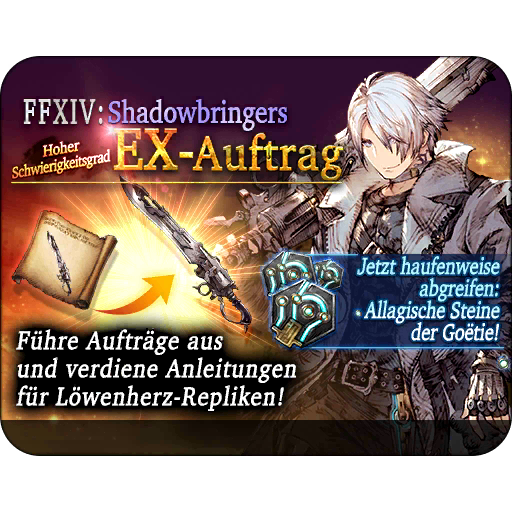 FFXIV: Shadowbringers
Hoher
Schwierigkeitsgrad
EX-Auftrag
Jetzt haufenweise
abgreifen:
• Allagische Steine
der Goëtie!
Führe Aufträge aus
und verdiene Anleitungen
für Löwenherz-Repliken!